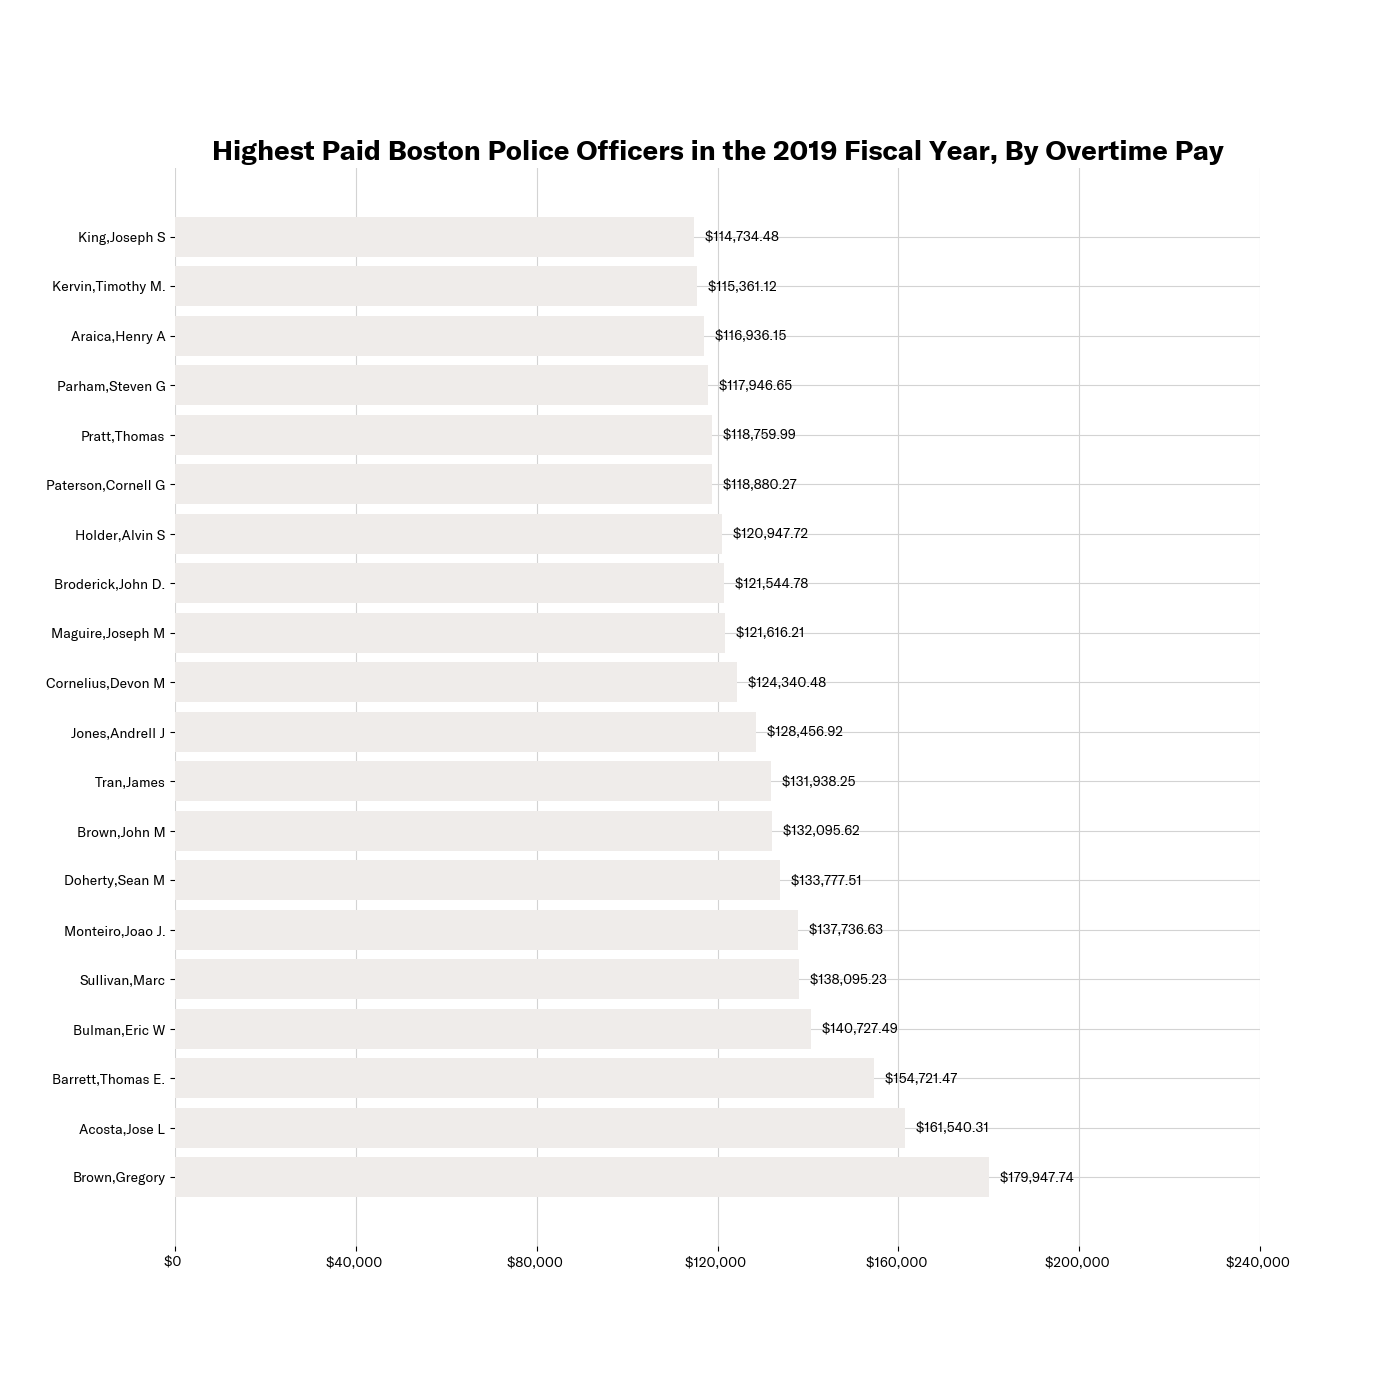 Highest Paid Boston Police Officers in the 2019 Fiscal Year, By Overtime Pay
King,Joseph S $114,734.48
Kervin,Timothy M. $115,361.12
Araica,Henry A $116,936.15
Parham,Steven G $117,946.65
Pratt,Thomas $118,759.99
Paterson,Cornell G $118,880.27
Holder,Alvin S $120,947.72
Broderick,John D. $121,544.78
Maguire,Joseph M $121,616.21
Cornelius,Devon M $124,340.48
Jones,Andrell J $128,456.92
Tran,James $131,938.25
Brown,John M $132,095.62
Doherty,Sean M $133,777.51
Monteiro,Joao J. $137,736.63
Sullivan,Marc $138,095.23
Bulman,Eric W $140,727.49
Barrett,Thomas E. $154,721.47
Acosta,Jose L $161,540.31
Brown,Gregory $179,947.74
$0 $40,000 $80,000 $120,000 $160,000 $200,000 $240,000